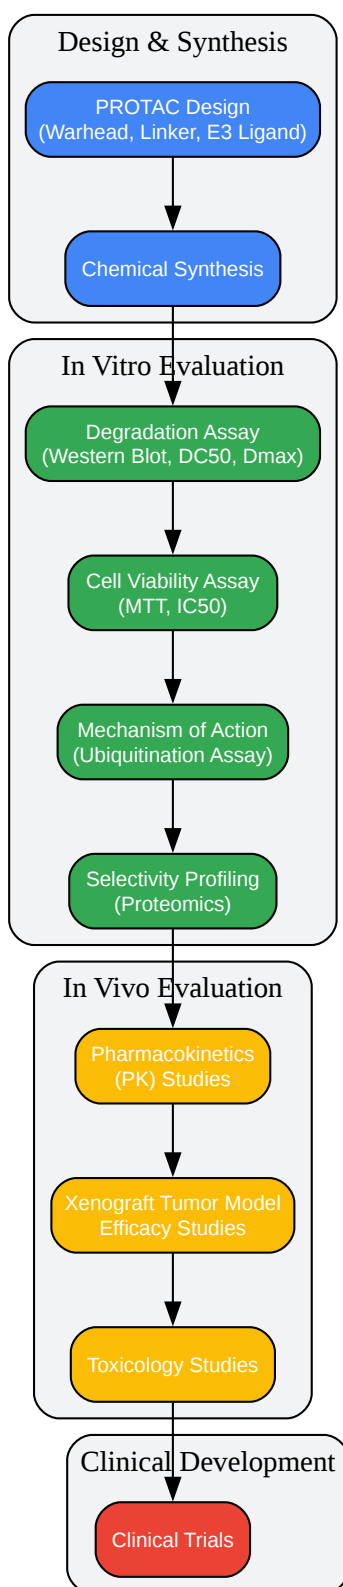 Design & Synthesis
PROTAC Design
(Warhead, Linker, E3 Ligand)
Chemical Synthesis
In Vitro Evaluation
Degradation Assay
(Western Blot, DC50, Dmax)
Cell Viability Assay
(MTT, IC50)
Mechanism of Action
(Ubiquitination Assay)
Selectivity Profiling
(Proteomics)
In Vivo Evaluation
Pharmacokinetics
(PK) Studies
Xenograft Tumor Model
Efficacy Studies
Toxicology Studies
Clinical Development
Clinical Trials